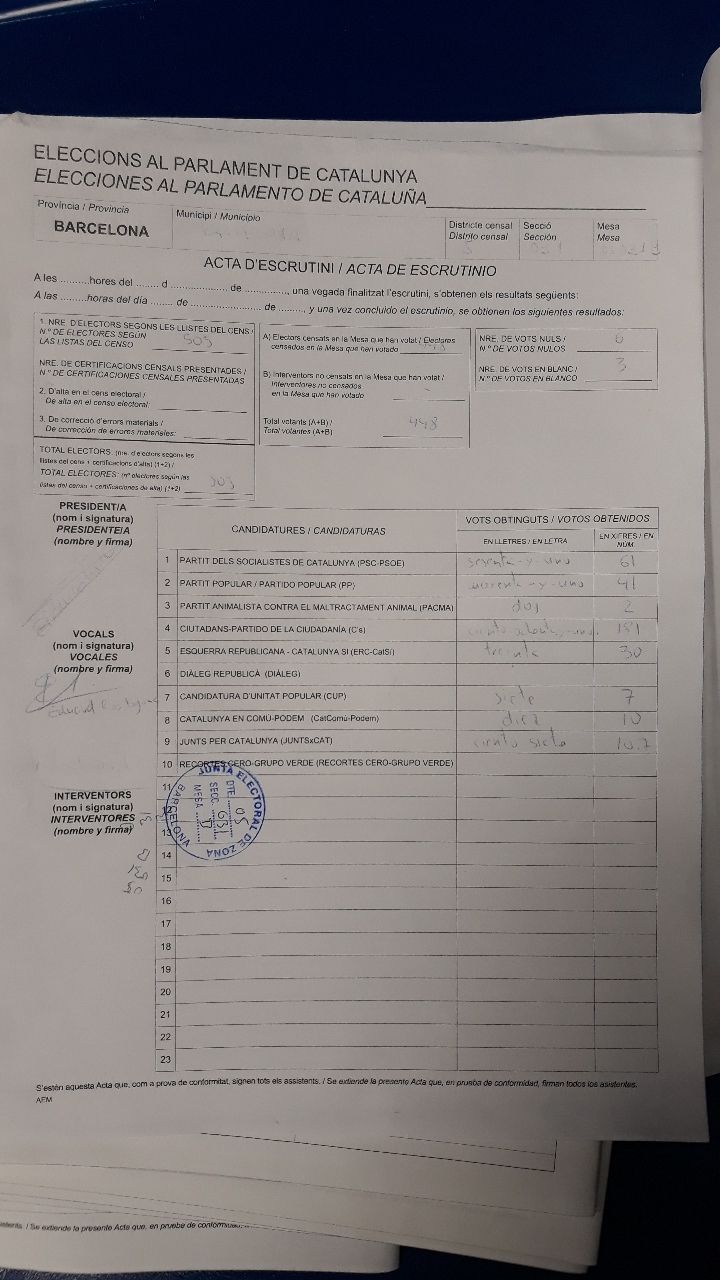 ELECCIONS AL PARLAMENT DE CATALUNYA
ELECCIONES AL PARLAMENTO DE CATALUÑA
Província / Provincia
BARCELONA
Municipi / Municipio
Districte censal
Distrito censal
Secció
Sección
Mesa
Mesa
ACTA D'ESCRUTINI / ACTA DE ESCRUTINIO
A les .........hores del ........ d .................... de .............., una vegada finalitzat l'escrutini, s'obtenen els resultats següents:
A las .........horas del día ........ de ........................ de .............., y una vez concluido el escrutinio, se obtienen los siguientes resultados:
1. NRE. D'ELECTORS SEGONS LES LLISTES DEL CENS /
Nº DE ELECTORES SEGÚN
LAS LISTAS DEL CENSO
503
NRE. DE CERTIFICACIONS CENSALS PRESENTADES /
Nº DE CERTIFICACIONES CENSALES PRESENTADAS
2. D'alta en el cens electoral /
De alta en el censo electoral:
3. De correcció d'errors materials /
De corrección de errores materiales:
TOTAL ELECTORS: (nre. d'electors segons les
llistes del cens + certificacions d'alta) (1+2) /
TOTAL ELECTORES: (nº electores según las
listas del censo + certificaciones de alta) (1+2)
503
A) Electors censats en la Mesa que han votat / Electores
censados en la Mesa que han votado
B) Interventors no censats en la Mesa que han votat /
Interventores no censados
en la Mesa que han votado
Total votants (A+B) /
Total votantes (A+B)
448
NRE. DE VOTS NULS /
Nº DE VOTOS NULOS
6
NRE. DE VOTS EN BLANC /
Nº DE VOTOS EN BLANCO
3
PRESIDENT/A
(nom i signatura)
PRESIDENTE/A
(nombre y firma)
VOCALS
(nom i signatura)
VOCALES
(nombre y firma)
INTERVENTORS
(nom i signatura)
INTERVENTORES
(nombre y firma)
CANDIDATURES / CANDIDATURAS
VOTS OBTINGUTS / VOTOS OBTENIDOS
EN LLETRES / EN LETRA
EN XIFRES / EN NÚM.
1 PARTIT DELS SOCIALISTES DE CATALUNYA (PSC-PSOE) sesenta-y-uno 61
2 PARTIT POPULAR / PARTIDO POPULAR (PP) cuarenta-y-uno 41
3 PARTIT ANIMALISTA CONTRA EL MALTRACTAMENT ANIMAL (PACMA) dos 2
4 CIUTADANS-PARTIDO DE LA CIUDADANÍA (C's) ciento 181
5 ESQUERRA REPUBLICANA - CATALUNYA SÍ (ERC-CatSí) treinta 30
6 DIÀLEG REPUBLICÀ (DIÀLEG)
7 CANDIDATURA D'UNITAT POPULAR (CUP) siete 7
8 CATALUNYA EN COMÚ-PODEM (CatComú-Podem) diez 10
9 JUNTS PER CATALUNYA (JUNTSxCAT) ciento siete 107
10 RECORTES CERO-GRUPO VERDE (RECORTES CERO-GRUPO VERDE)
11
12
13
14
15
16
17
18
19
20
21
22
23
JUNTA ELECTORAL DE ZONA
BARCELONA
DTE. 05
SECC. 031
MESA
S'estén aquesta Acta que, com a prova de conformitat, signen tots els assistents. / Se extiende la presente Acta que, en prueba de conformidad, firman todos los asistentes.
AEM
/ Se extiende la presente Acta que, en prueba de